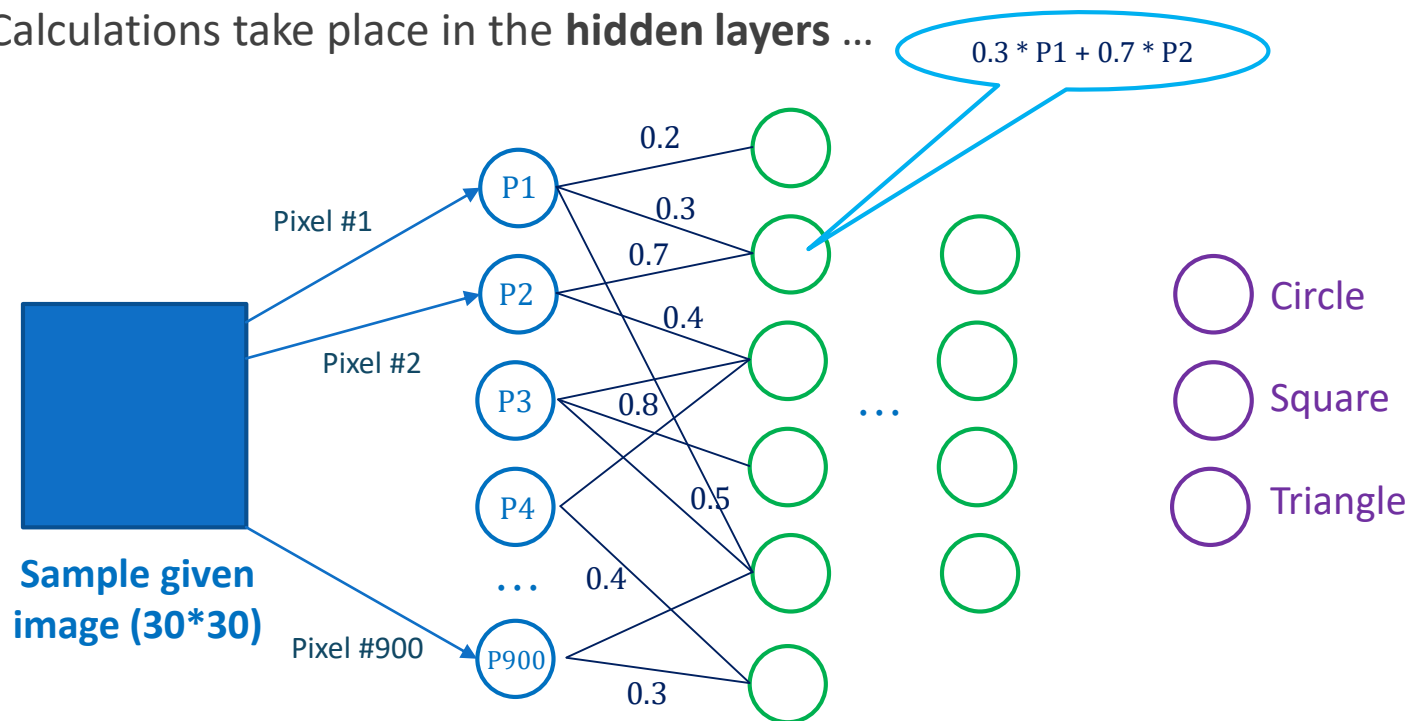 Calculations take place in the hidden layers ...
0.3 * P1 + 0.7 * P2
0.2
P1
0.3
Pixel #1
0.7
P2
0.4
Circle
Pixel #2
P3
0.8
...
Square
P4
0.5
Triangle
Sample given
image (30*30)
...
0.4
Pixel #900
P900
0.3